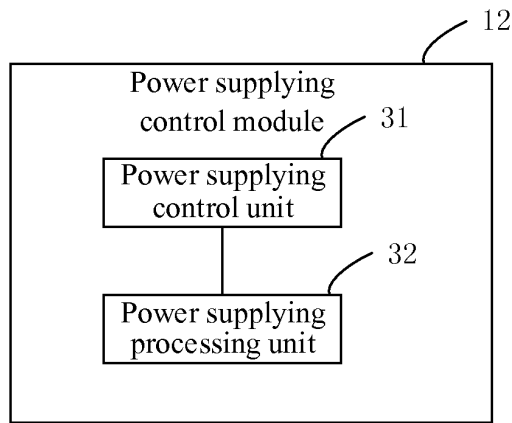 12
Power supplying
control module
31
Power supplying
control unit
32
Power supplying
processing unit